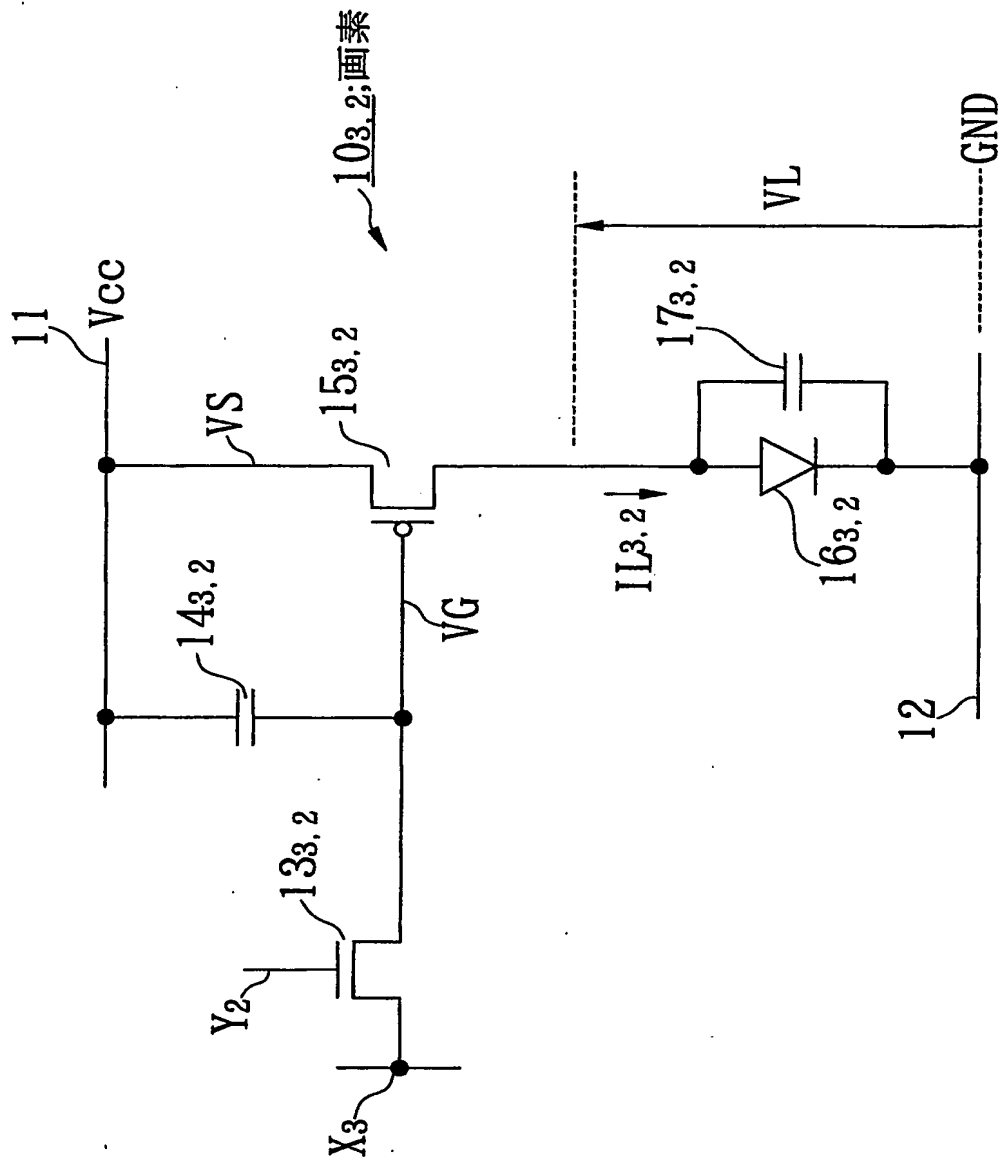 11
Vcc
10₃,₂;画素
VS
14₃,₂
15₃,₂
13₃,₂
Y₂
X₃
VG
IL₃,₂
VL
17₃,₂
16₃,₂
12
GND